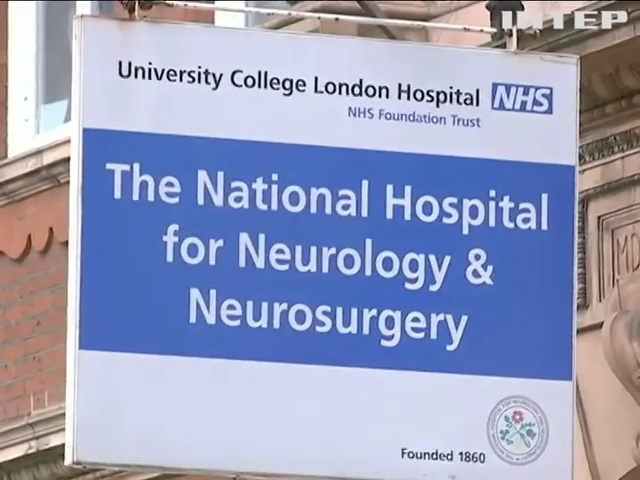 ІНТЕР
University College London Hospital NHS
NHS Foundation Trust
The National Hospital
for Neurology &
Neurosurgery
Founded 1860